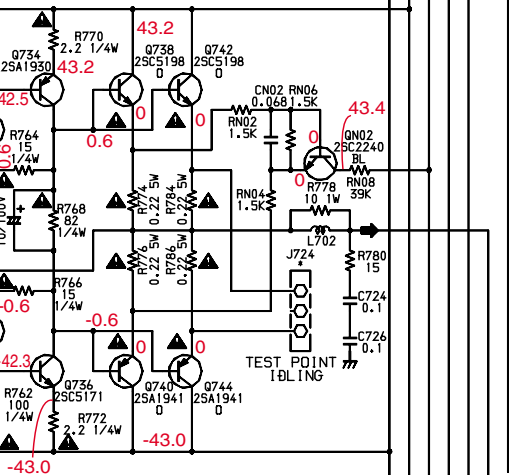 R770
2.2 1/4W
43.2
Q734
2SA1930
43.2
Q738
2SC5198
Q742
2SC5198
42.5
0
0
0.6
CN02
0.068
RN06
1.5K
RN02
1.5K
43.4
QN02
2SC2240
BL
0
0
RN08
39K
R764
15
1/4W
0.6
R774
0.22 5W
R784
0.22 5W
RN04
1.5K
R778
10 1W
L702
10/100V
+
R768
82
1/4W
R776
0.22 5W
R786
0.22 5W
J724
*
R780
15
C724
0.1
C726
0.1
R766
15
1/4W
-0.6
-0.6
0
0
TEST POINT
IDLING
-42.3
Q736
2SC5171
Q740
2SA1941
Q744
2SA1941
R762
100
1/4W
R772
2.2 1/4W
-43.0
-43.0